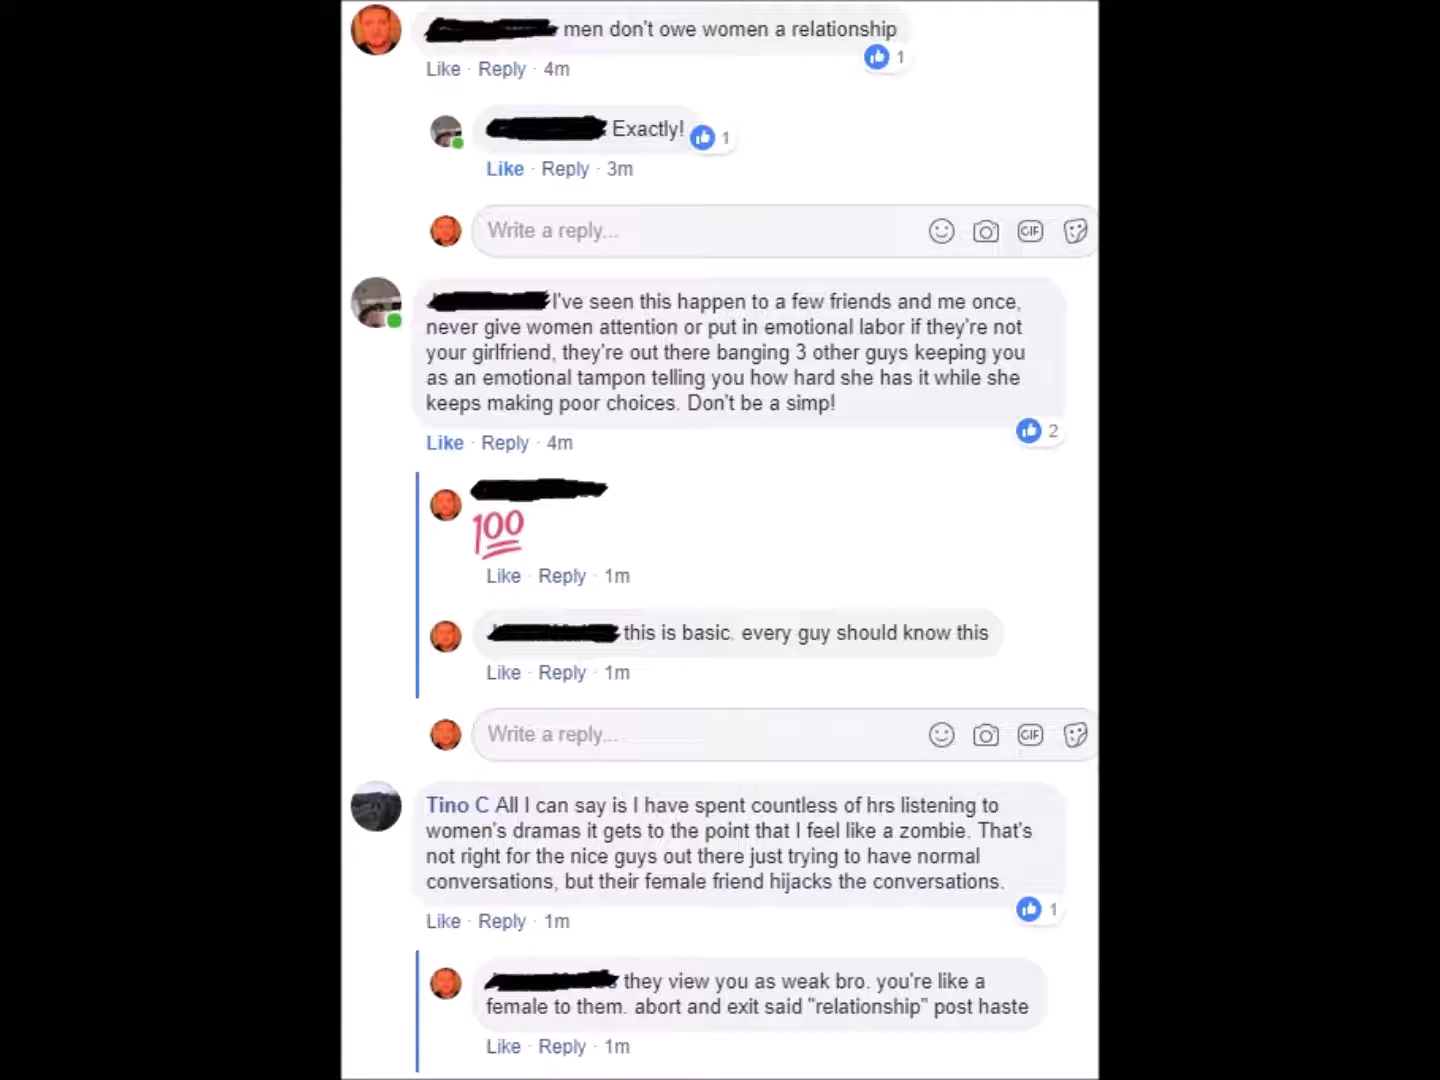 men don't owe women a relationship
1
Like · Reply · 4m
Exactly!
1
Like · Reply · 3m
Write a reply...
GIF
I've seen this happen to a few friends and me once,
never give women attention or put in emotional labor if they're not
your girlfriend, they're out there banging 3 other guys keeping you
as an emotional tampon telling you how hard she has it while she
keeps making poor choices. Don't be a simp!
2
Like · Reply · 4m
100
Like · Reply · 1m
this is basic. every guy should know this
Like · Reply · 1m
Write a reply...
GIF
Tino C All I can say is I have spent countless of hrs listening to
women's dramas it gets to the point that I feel like a zombie. That's
not right for the nice guys out there just trying to have normal
conversations, but their female friend hijacks the conversations.
1
Like · Reply · 1m
they view you as weak bro. you're like a
female to them. abort and exit said "relationship" post haste
Like · Reply · 1m